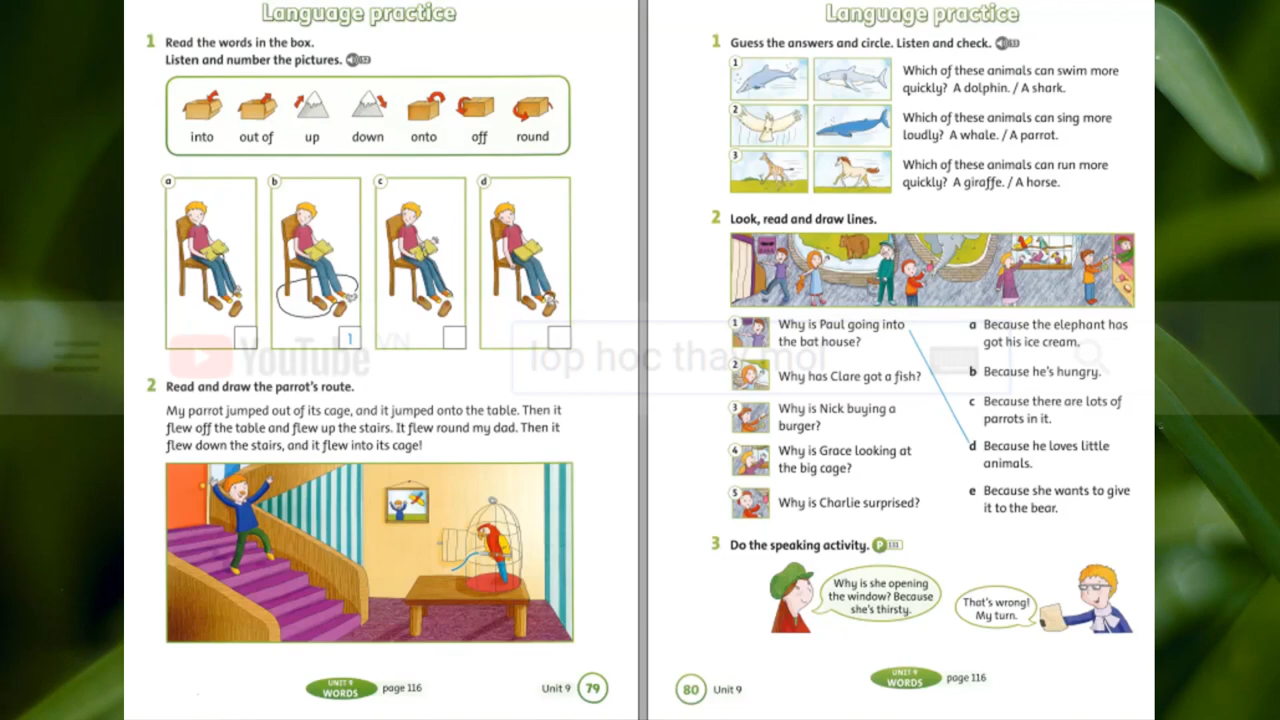 Language practice
1 Read the words in the box.
Listen and number the pictures.
into out of up down onto off round
a b c d
1
2 Read and draw the parrot's route.
My parrot jumped out of its cage, and it jumped onto the table. Then it
flew off the table and flew up the stairs. It flew round my dad. Then it
flew down the stairs, and it flew into its cage!
UNIT 9
WORDS
page 116
Unit 9 79
Language practice
1 Guess the answers and circle. Listen and check.
1 Which of these animals can swim more
quickly? A dolphin. / A shark.
2 Which of these animals can sing more
loudly? A whale. / A parrot.
3 Which of these animals can run more
quickly? A giraffe. / A horse.
2 Look, read and draw lines.
1 Why is Paul going into
the bat house?
2 Why has Clare got a fish?
3 Why is Nick buying a
burger?
4 Why is Grace looking at
the big cage?
5 Why is Charlie surprised?
a Because the elephant has
got his ice cream.
b Because he's hungry.
c Because there are lots of
parrots in it.
d Because he loves little
animals.
e Because she wants to give
it to the bear.
3 Do the speaking activity.
Why is she opening
the window? Because
she's thirsty.
That's wrong!
My turn.
UNIT 9
WORDS
page 116
80 Unit 9
YouTube VN
lop hoc thay moi